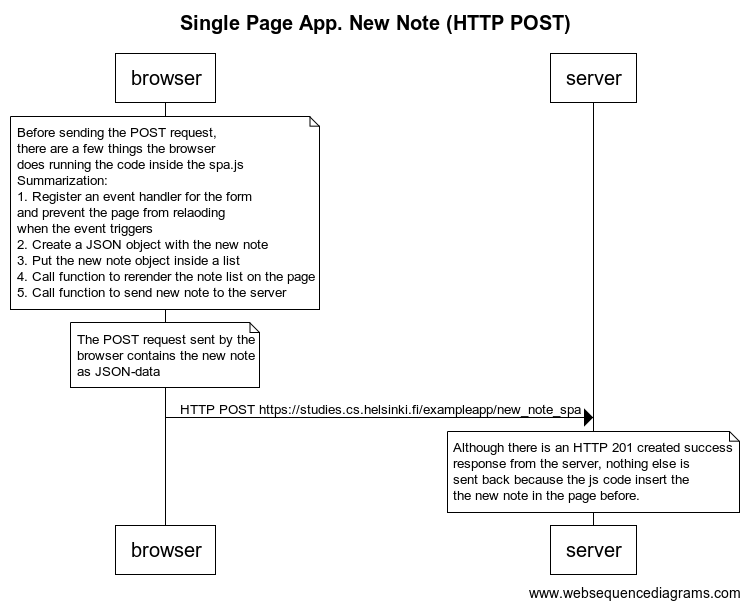 Single Page App. New Note (HTTP POST)
browser
server
Before sending the POST request,
there are a few things the browser
does running the code inside the spa.js
Summarization:
1. Register an event handler for the form
and prevent the page from relaoding
when the event triggers
2. Create a JSON object with the new note
3. Put the new note object inside a list
4. Call function to rerender the note list on the page
5. Call function to send new note to the server
The POST request sent by the
browser contains the new note
as JSON-data
HTTP POST https://studies.cs.helsinki.fi/exampleapp/new_note_spa
Although there is an HTTP 201 created success
response from the server, nothing else is
sent back because the js code insert the
the new note in the page before.
browser
server
www.websequencediagrams.com